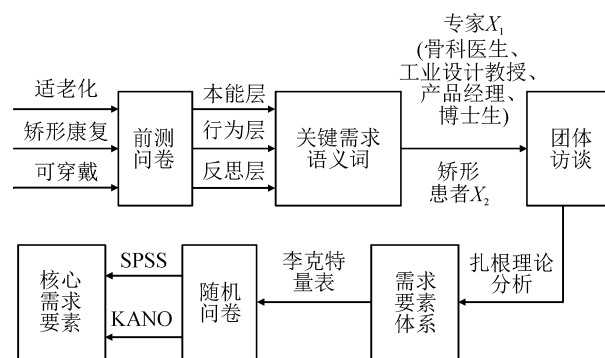 适老化
矫形康复
可穿戴
前测
问卷
本能层
行为层
反思层
关键需求
语义词
专家X₁
(骨科医生、
工业设计教授、
产品经理、
博士生)
矫形
患者X₂
团体
访谈
扎根理论
分析
需求
要素
体系
李克特
量表
随机
问卷
SPSS
KANO
核心
需求
要素